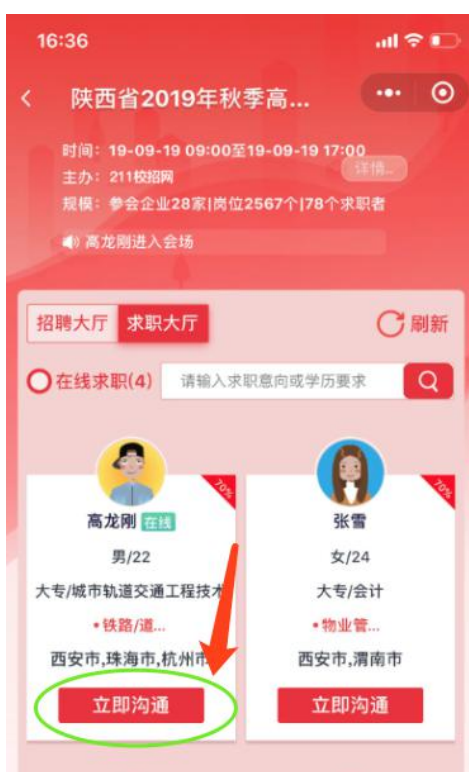 16:36
陕西省2019年秋季高...
时间：19-09-19 09:00至19-09-19 17:00
详情...
主办：211校招网
规模：参会企业28家|岗位2567个|78个求职者
高龙刚进入会场
招聘大厅 求职大厅 刷新
在线求职(4) 请输入求职意向或学历要求
70% 70%
高龙刚 在线 张雪
男/22 女/24
大专/城市轨道交通工程技术 大专/会计
•铁路/道... •物业管...
西安市,珠海市,杭州市 西安市,渭南市
立即沟通 立即沟通